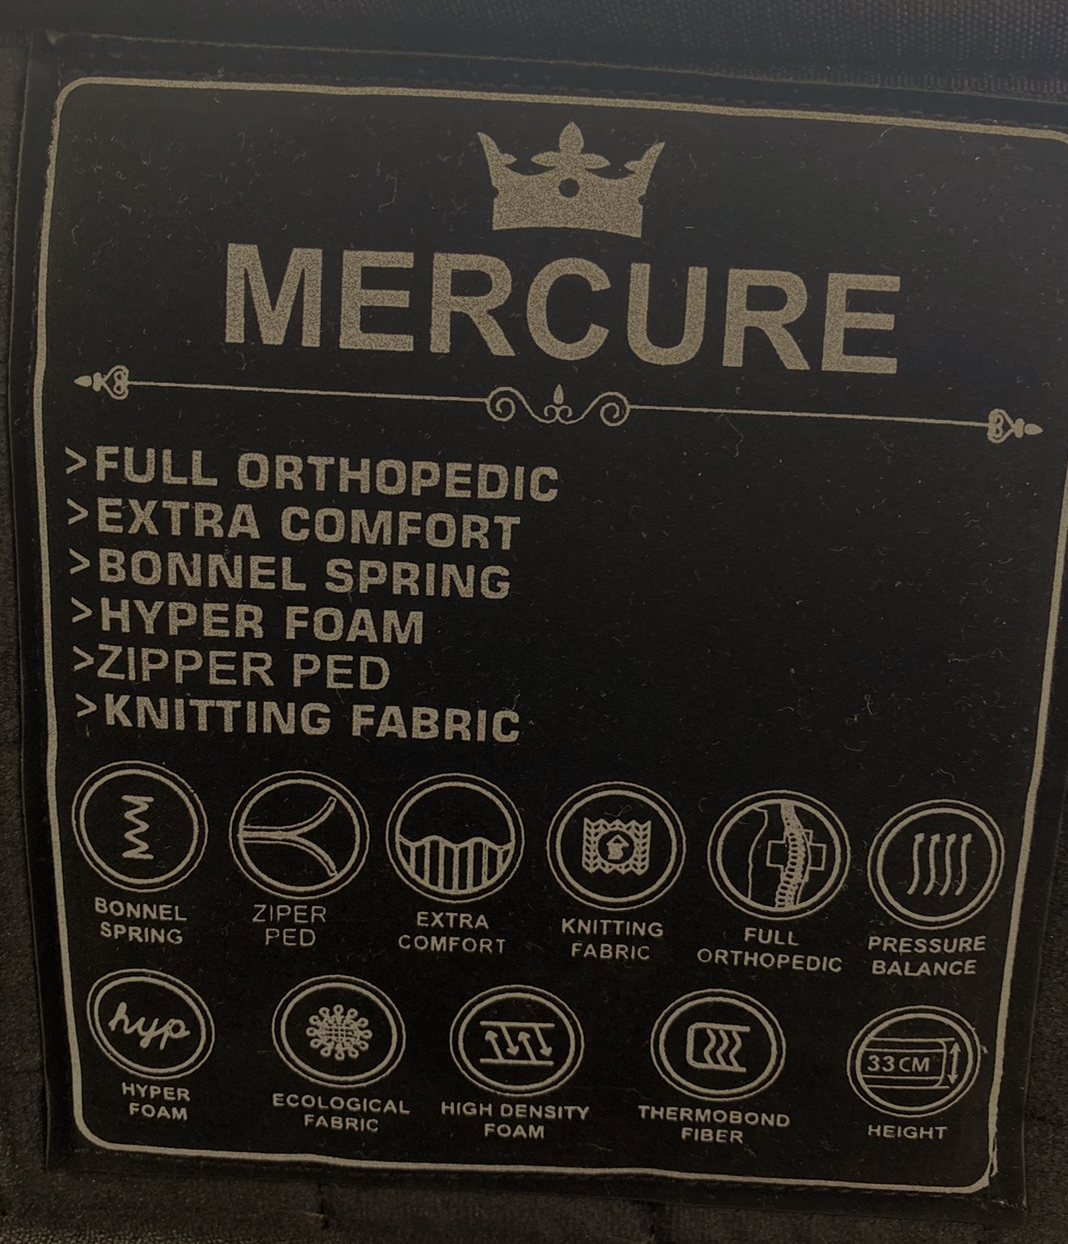 MERCURE
>FULL ORTHOPEDIC
>EXTRA COMFORT
>BONNEL SPRING
>HYPER FOAM
>ZIPPER PED
>KNITTING FABRIC
BONNEL
SPRING
ZIPER
PED
EXTRA
COMFORT
KNITTING
FABRIC
FULL
ORTHOPEDIC
PRESSURE
BALANCE
hyp
HYPER
FOAM
ECOLOGICAL
FABRIC
HIGH DENSITY
FOAM
THERMOBOND
FIBER
33CM
HEIGHT